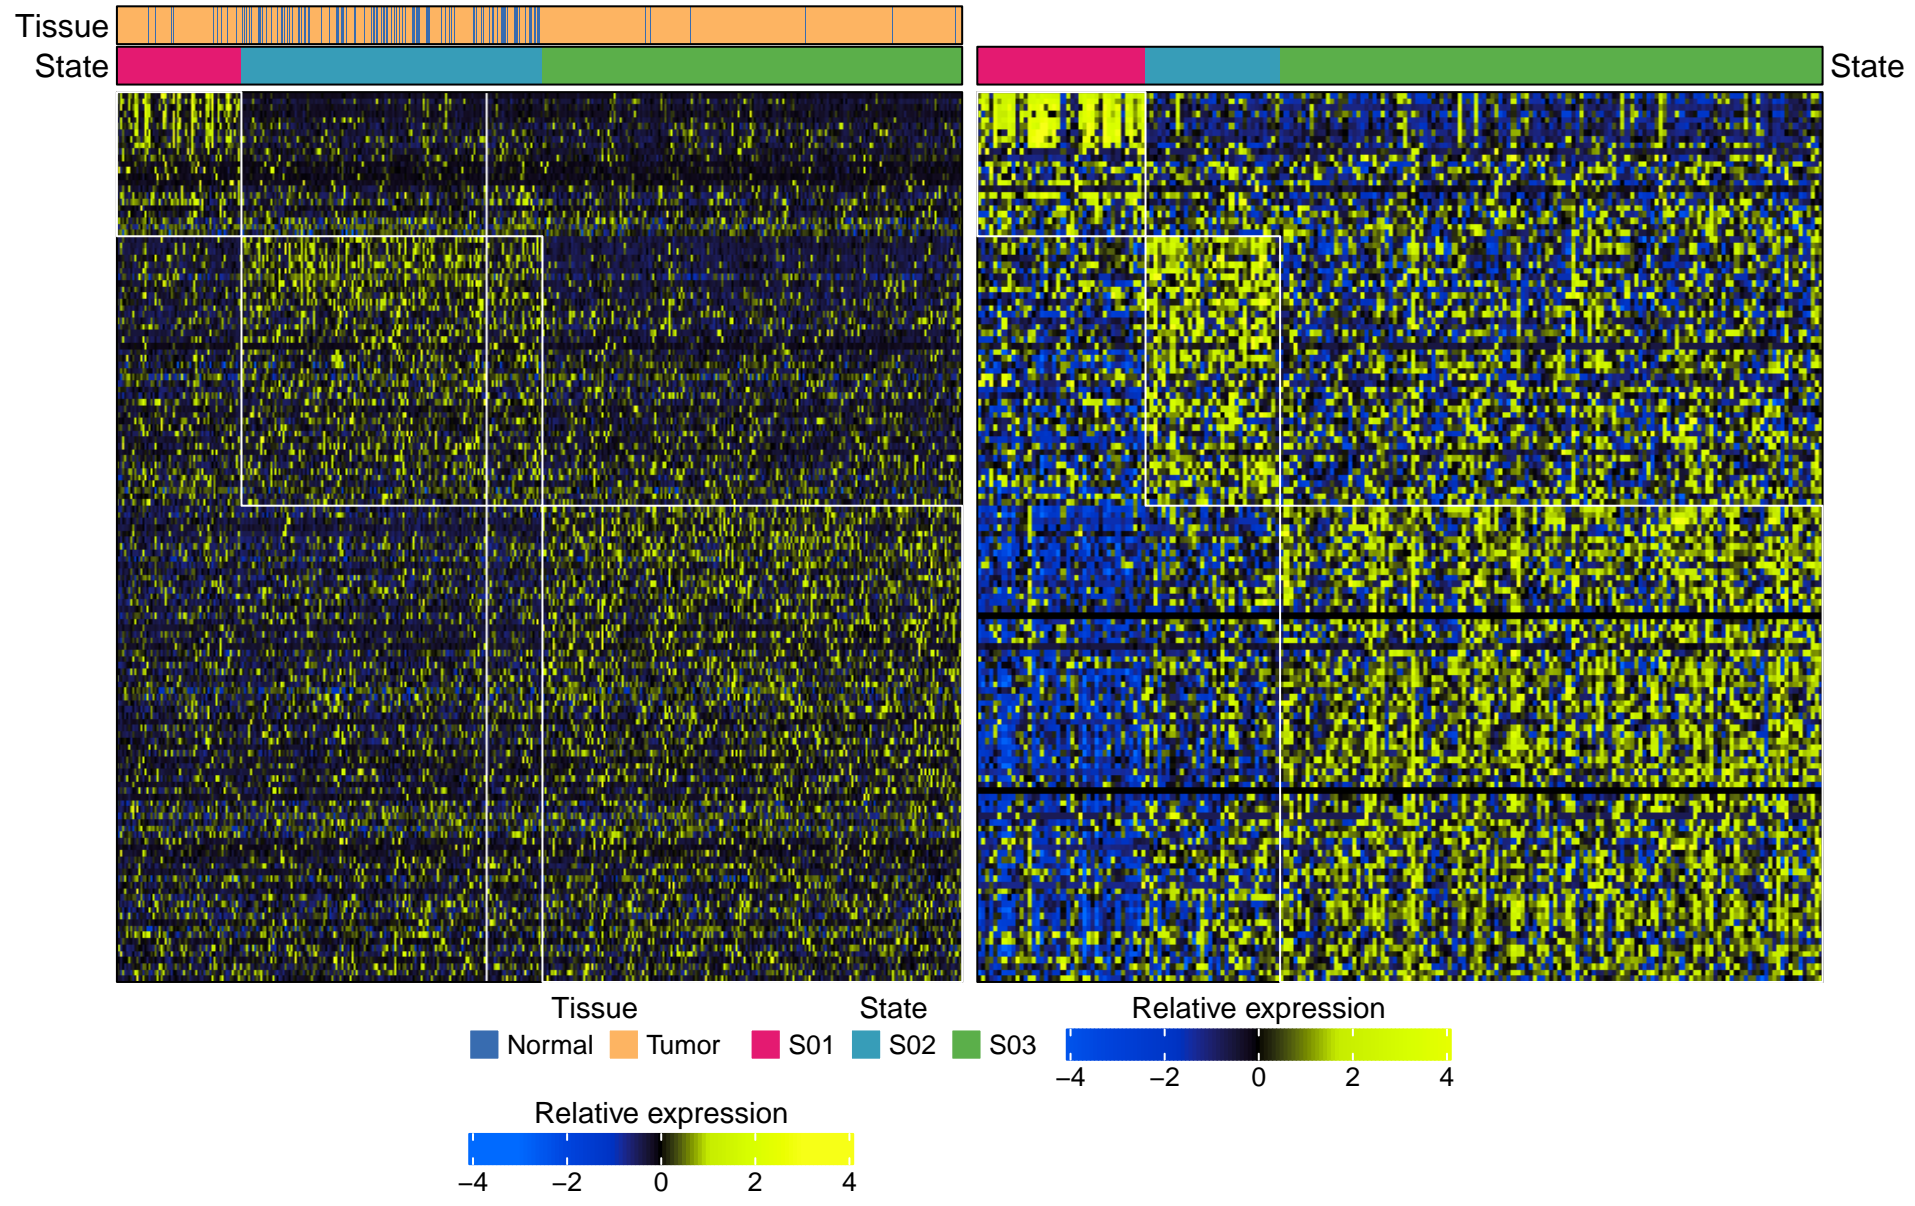 Tissue
State
State
Tissue State Relative expression
Normal Tumor S01 S02 S03
−4 −2 0 2 4
Relative expression
−4 −2 0 2 4